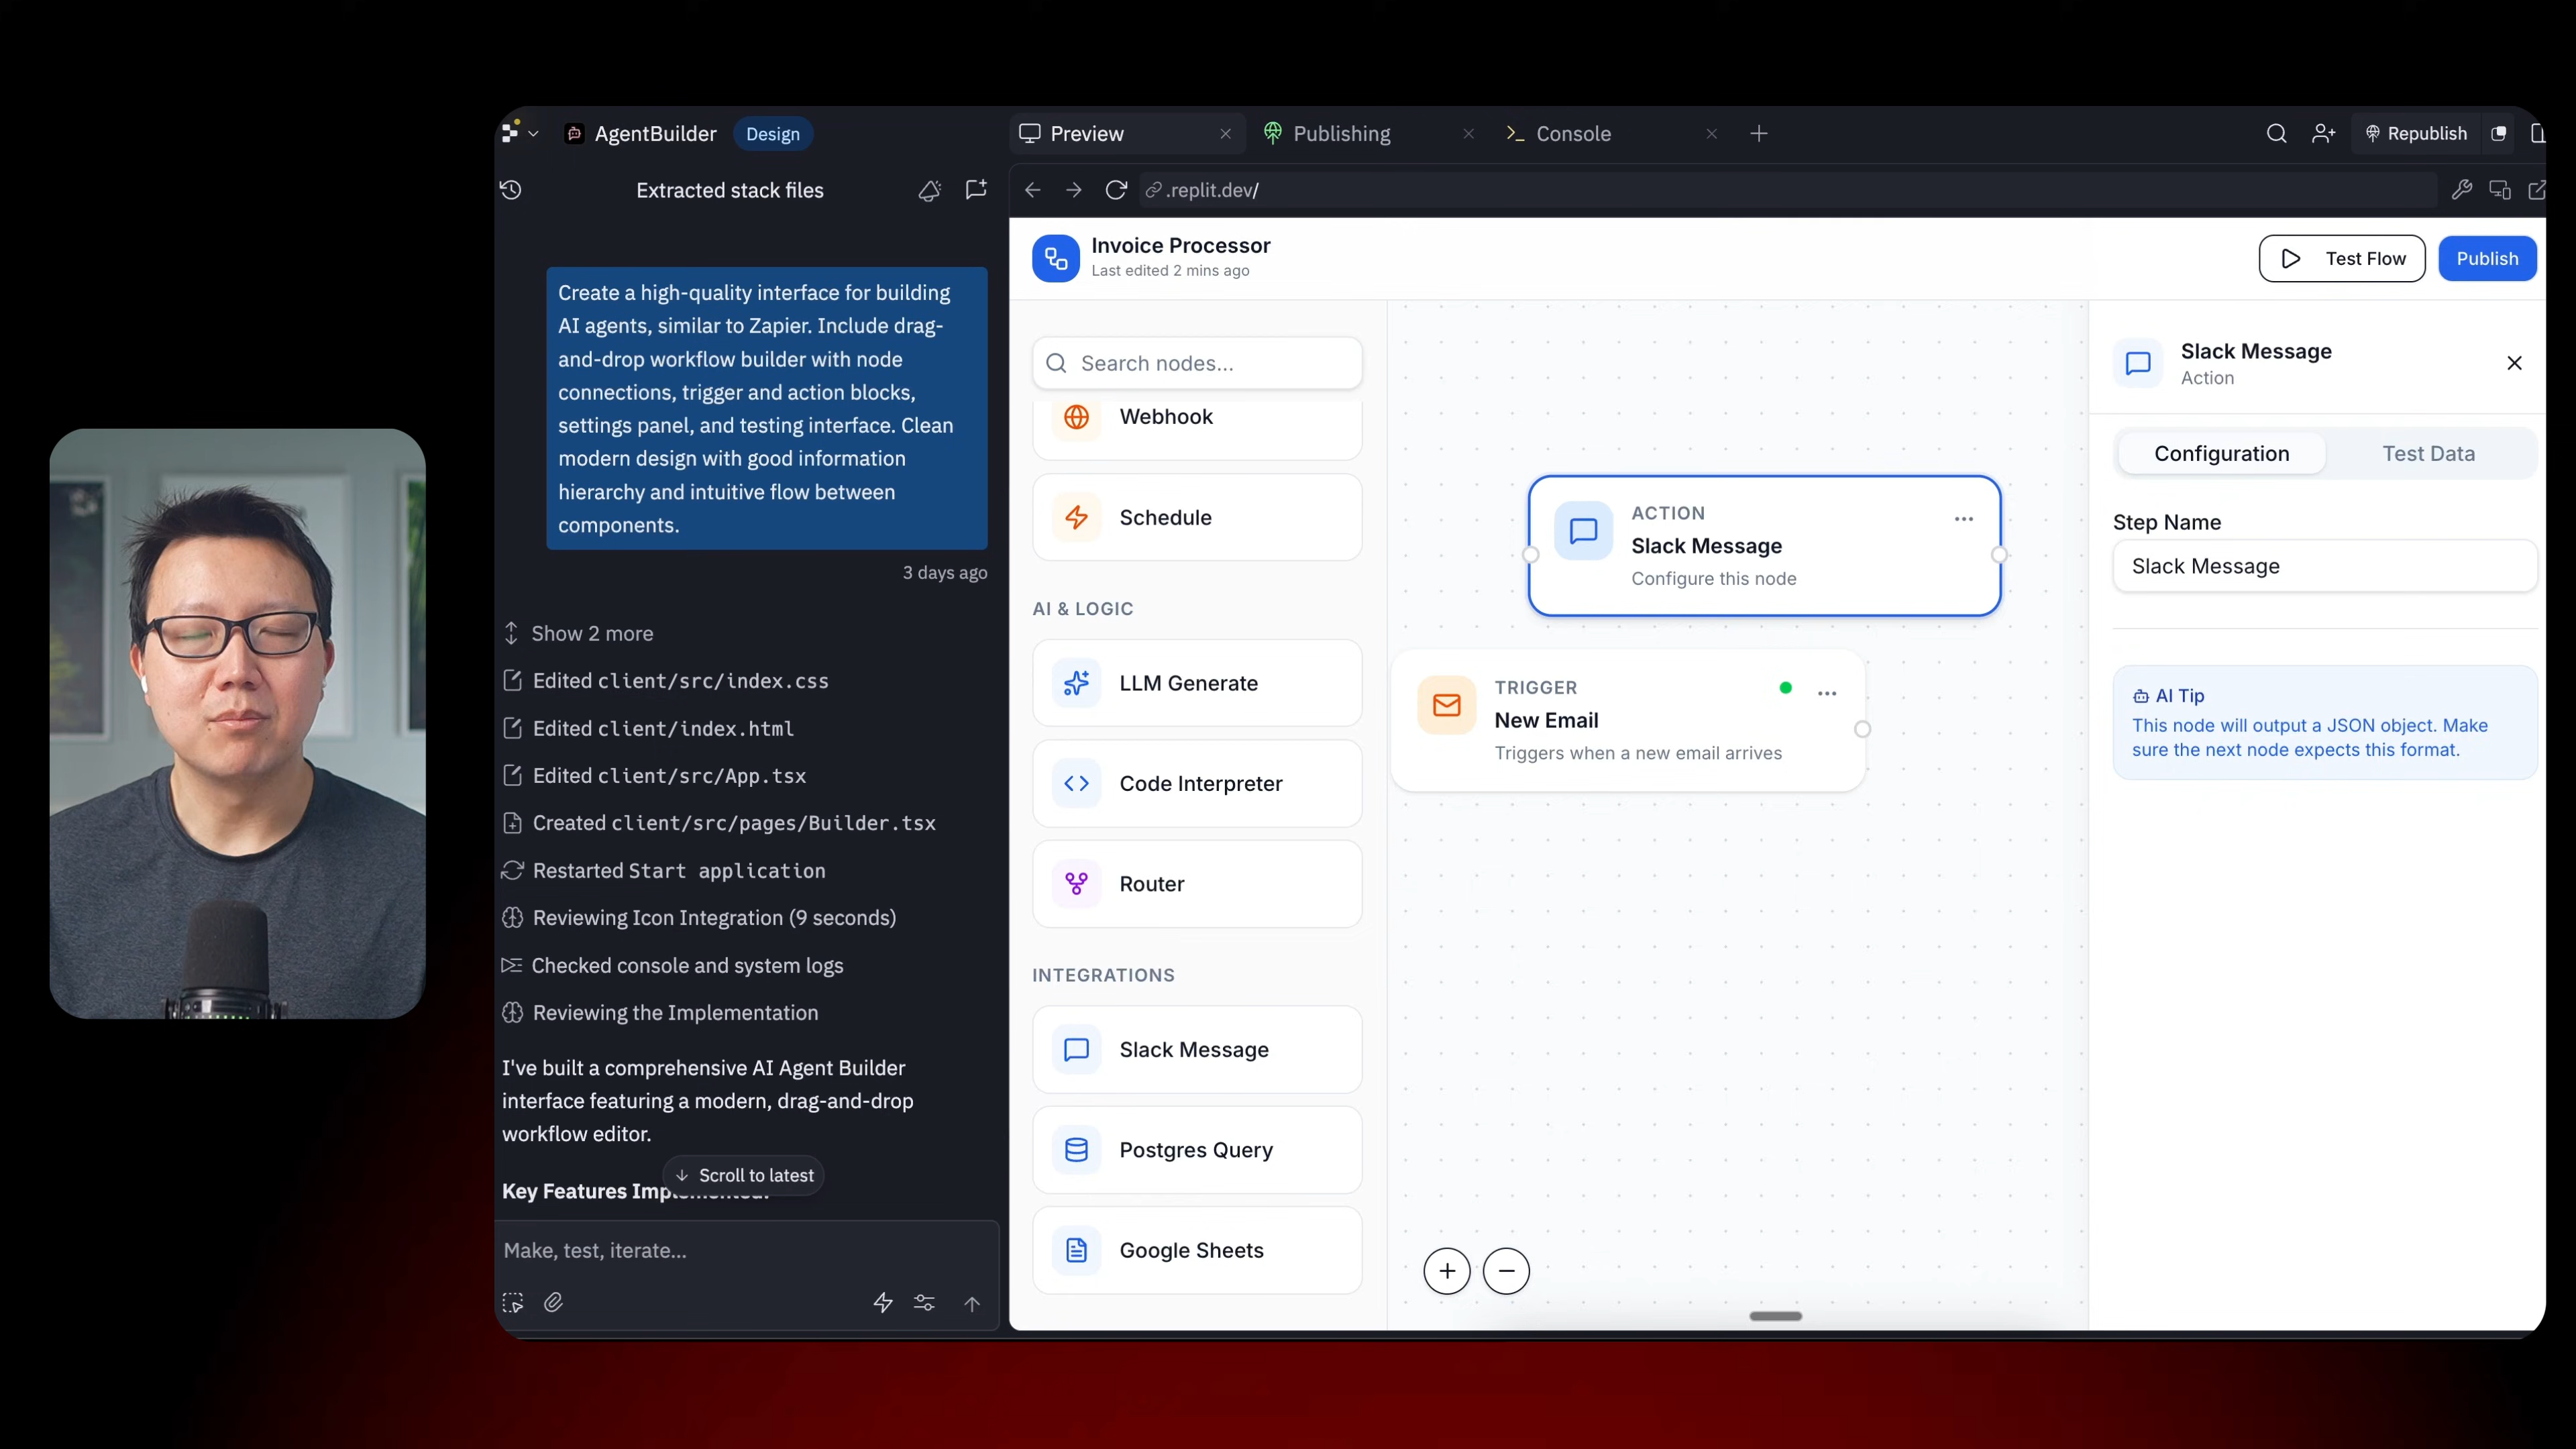 AgentBuilder
Design
Preview
Publishing
Console
Republish
Extracted stack files
.replit.dev/
Create a high-quality interface for building
AI agents, similar to Zapier. Include drag-
and-drop workflow builder with node
connections, trigger and action blocks,
settings panel, and testing interface. Clean
modern design with good information
hierarchy and intuitive flow between
components.
3 days ago
Show 2 more
Edited client/src/index.css
Edited client/index.html
Edited client/src/App.tsx
Created client/src/pages/Builder.tsx
Restarted Start application
Reviewing Icon Integration (9 seconds)
Checked console and system logs
Reviewing the Implementation
I've built a comprehensive AI Agent Builder
interface featuring a modern, drag-and-drop
workflow editor.
Scroll to latest
Key Features
Make, test, iterate...
Invoice Processor
Last edited 2 mins ago
Test Flow
Publish
Search nodes...
Webhook
Schedule
AI & LOGIC
LLM Generate
Code Interpreter
Router
INTEGRATIONS
Slack Message
Postgres Query
Google Sheets
ACTION
Slack Message
Configure this node
TRIGGER
New Email
Triggers when a new email arrives
Slack Message
Action
Configuration
Test Data
Step Name
Slack Message
AI Tip
This node will output a JSON object. Make
sure the next node expects this format.